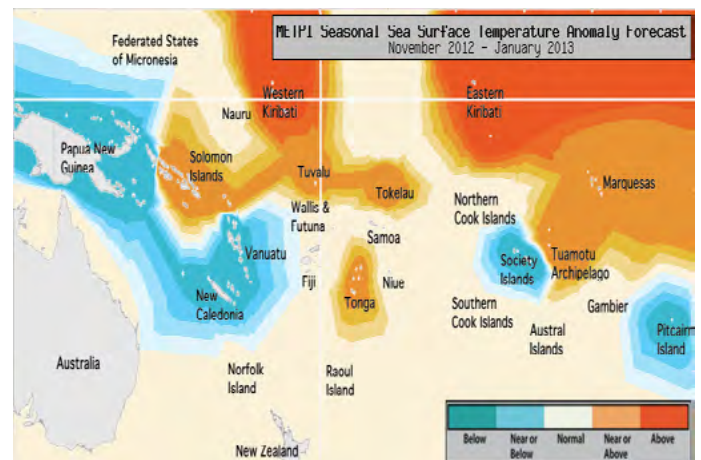 METPI Seasonal Sea Surface Temperature Anomaly Forecast
November 2012 - January 2013
Federated States
of Micronesia
Western
Kiribati
Eastern
Kiribati
Nauru
Papua New
Guinea
Solomon
Islands
Tuvalu
Tokelau
Marquesas
Northern
Cook Islands
Wallis &
Futuna
Samoa
Vanuatu
Society
Islands
Tuamotu
Archipelago
Fiji
Niue
New
Caledonia
Tonga
Southern
Cook Islands
Gambier
Austral
Islands
Pitcairn
Island
Australia
Norfolk
Island
Raoul
Island
New Zealand
Below
Near or
Below
Normal
Near or
Above
Above